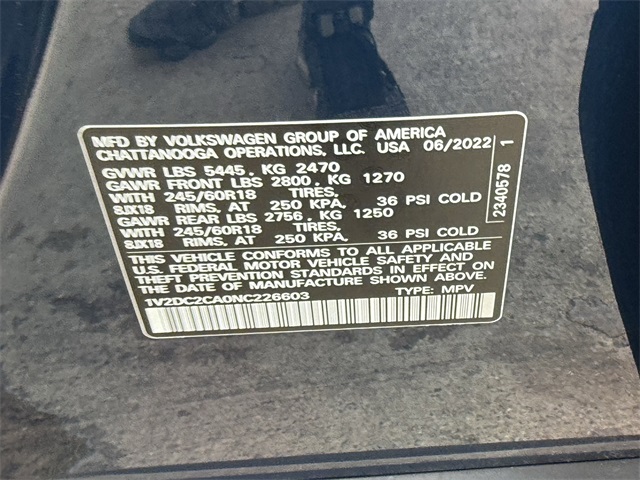 MFD BY VOLKSWAGEN GROUP OF AMERICA
CHATTANOOGA OPERATIONS, LLC. USA 06/2022
GVWR LBS 5445, KG 2470
GAWR FRONT LBS 2800, KG 1270
WITH 245/60R18 TIRES,
8JX18 RIMS, AT 250 KPA, 36 PSI COLD
GAWR REAR LBS 2756, KG 1250
WITH 245/60R18 TIRES,
8JX18 RIMS, AT 250 KPA, 36 PSI COLD
THIS VEHICLE CONFORMS TO ALL APPLICABLE
U.S. FEDERAL MOTOR VEHICLE SAFETY AND
THEFT PREVENTION STANDARDS IN EFFECT ON
THE DATE OF MANUFACTURE SHOWN ABOVE.
1V2DC2CA0NC226603 TYPE: MPV
2340578 1